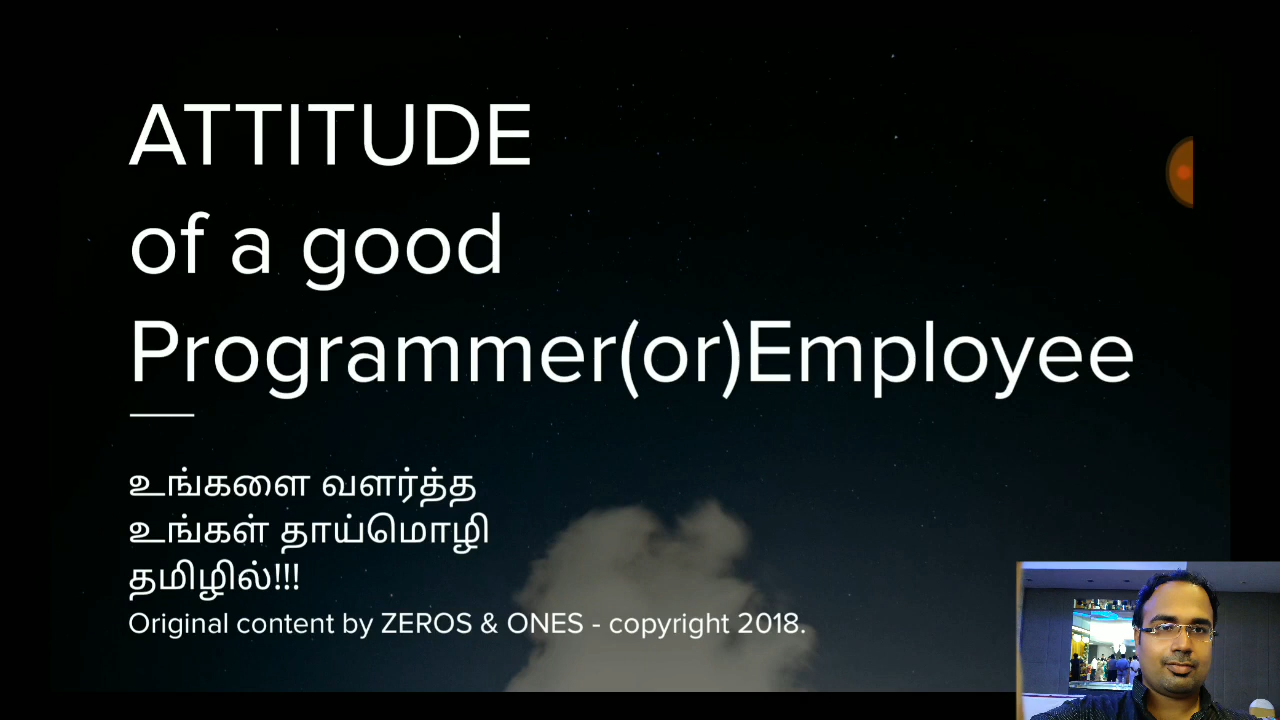 ATTITUDE
of a good
Programmer(or)Employee
உங்களை வளர்த்த
உங்கள் தாய்மொழி
தமிழில்!!!
Original content by ZEROS & ONES - copyright 2018.